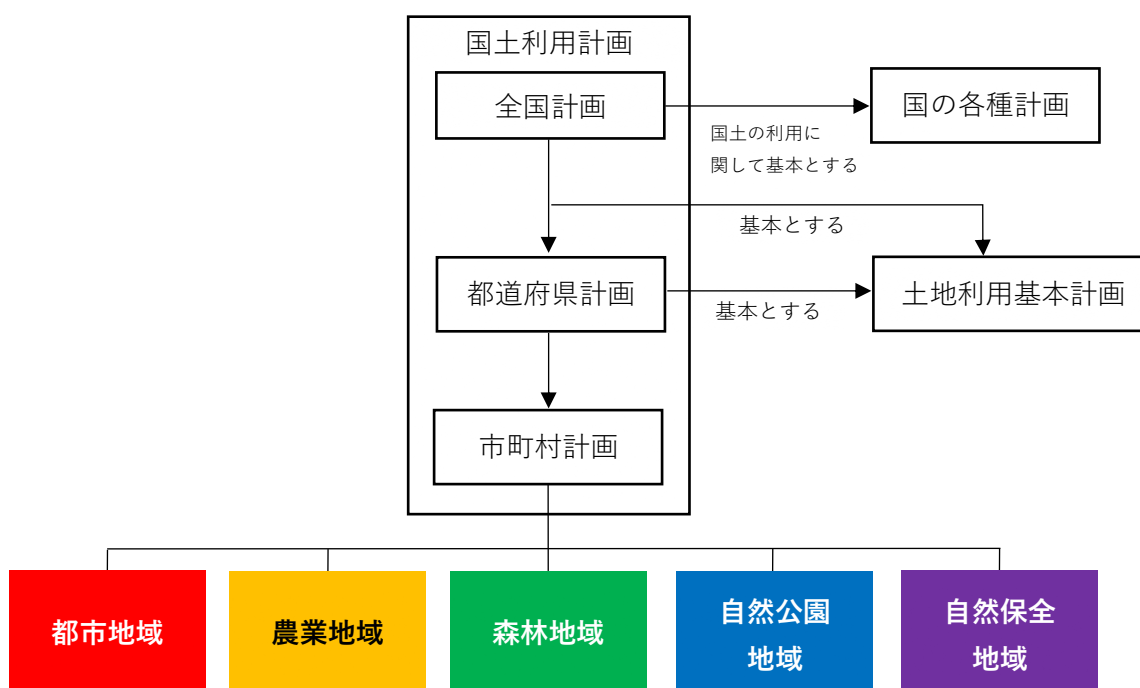 国土利用計画
全国計画
国の各種計画
国土の利用に
関して基本とする
基本とする
都道府県計画
土地利用基本計画
基本とする
市町村計画
都市地域
農業地域
森林地域
自然公園
地域
自然保全
地域